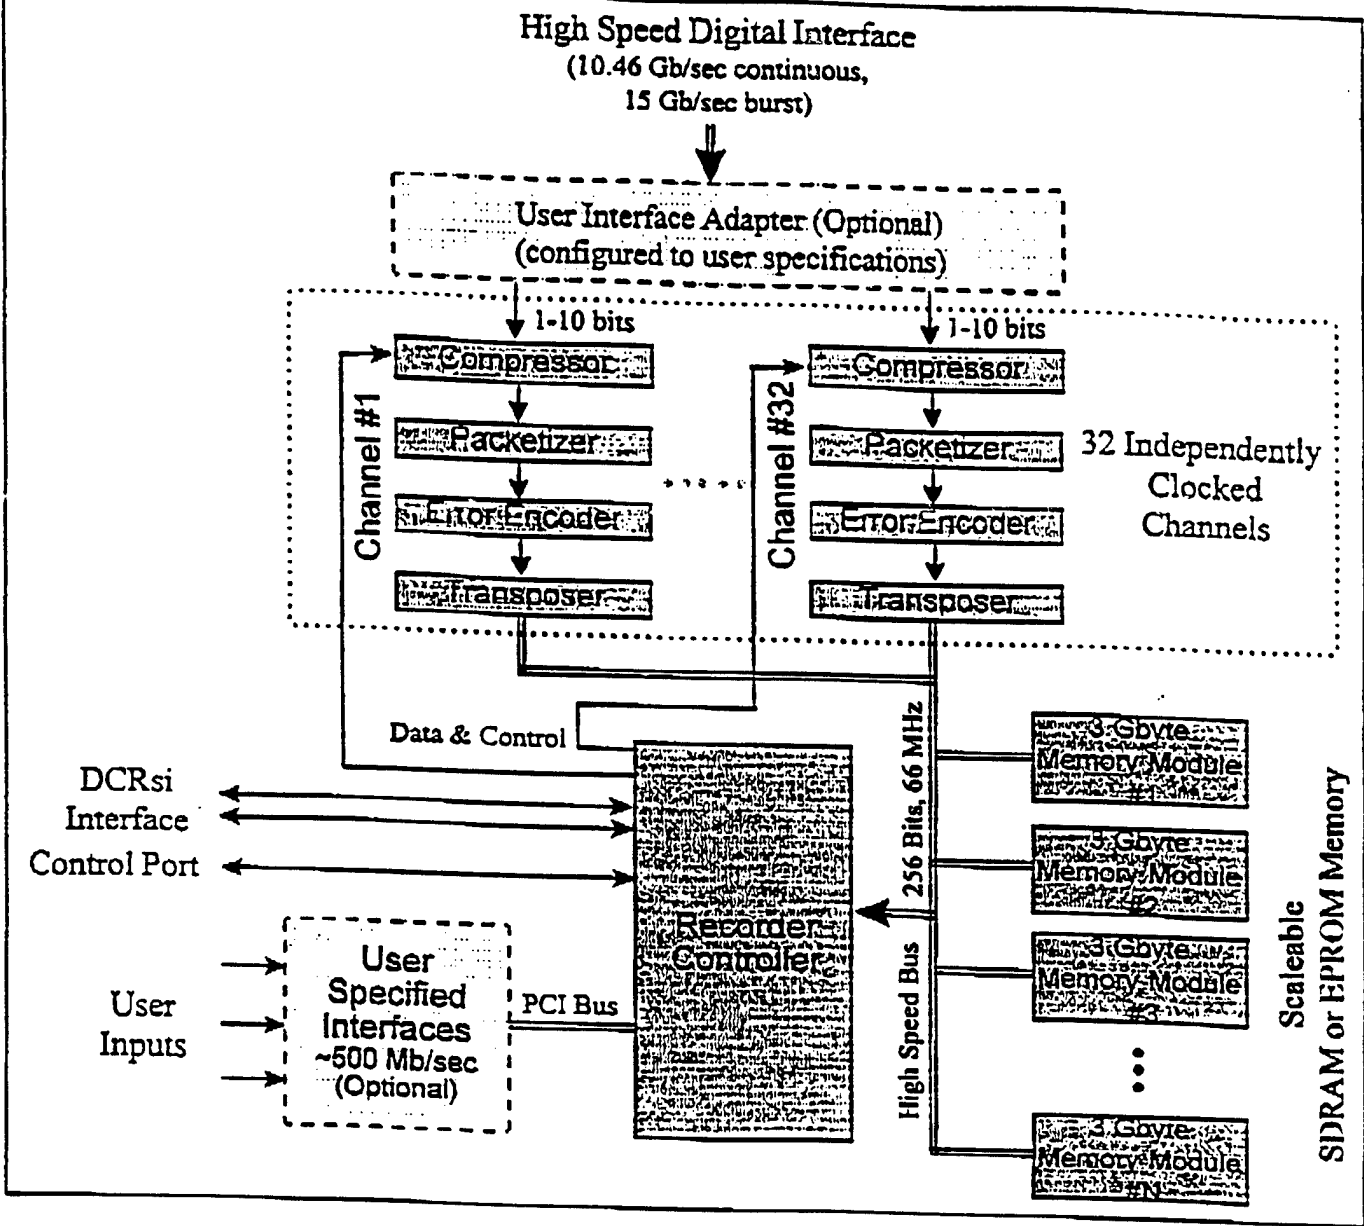 High Speed Digital Interface
(10.46 Gb/sec continuous,
15 Gb/sec burst)
User Interface Adapter (Optional)
(configured to user specifications)
1-10 bits
1-10 bits
Channel #1
Compressor
Packetizer
Error Encoder
Transposer
Channel #32
Compressor
Packetizer
Error Encoder
Transposer
32 Independently
Clocked
Channels
Data & Control
DCRsi
Interface
Control Port
User
Inputs
User
Specified
Interfaces
~500 Mb/sec
(Optional)
PCI Bus
Recorder
Controller
High Speed Bus 256 Bits, 66 MHz
3 Gbyte
Memory Module
#1
3 Gbyte
Memory Module
#2
3 Gbyte
Memory Module
#3
3 Gbyte
Memory Module
#N
Scaleable
SDRAM or EPROM Memory